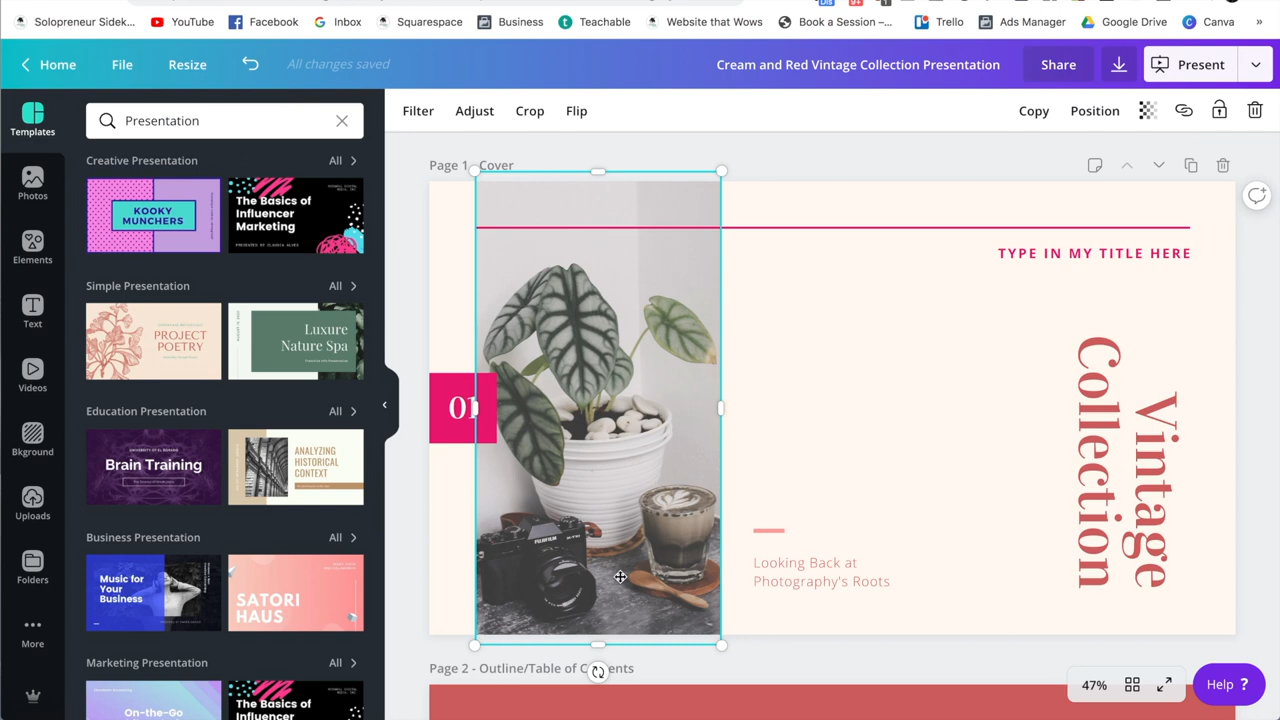 Solopreneur Sidek...
YouTube
Facebook
Inbox
Squarespace
Business
Teachable
Website that Wows
Book a Session –...
Trello
Ads Manager
Google Drive
Canva
»
Home
File
Resize
All changes saved
Cream and Red Vintage Collection Presentation
Share
Present
Templates
Photos
Elements
Text
Videos
Bkground
Uploads
Folders
More
Presentation
Creative Presentation
All
KOOKY
MUNCHERS
The Basics of
Influencer
Marketing
PRESENTED BY CLAUDIA ALVES
Simple Presentation
All
PROJECT
POETRY
Luxure
Nature Spa
Education Presentation
All
Brain Training
ANALYZING
HISTORICAL
CONTEXT
Business Presentation
All
Music for
Your
Business
SATORI
HAUS
Marketing Presentation
All
On-the-Go
The Basics of
Influencer
Filter
Adjust
Crop
Flip
Copy
Position
Page 1 - Cover
01
TYPE IN MY TITLE HERE
Vintage
Collection
FUJIFILM
Looking Back at
Photography's Roots
Page 2 - Outline/Table of C
ents
47%
Help ?